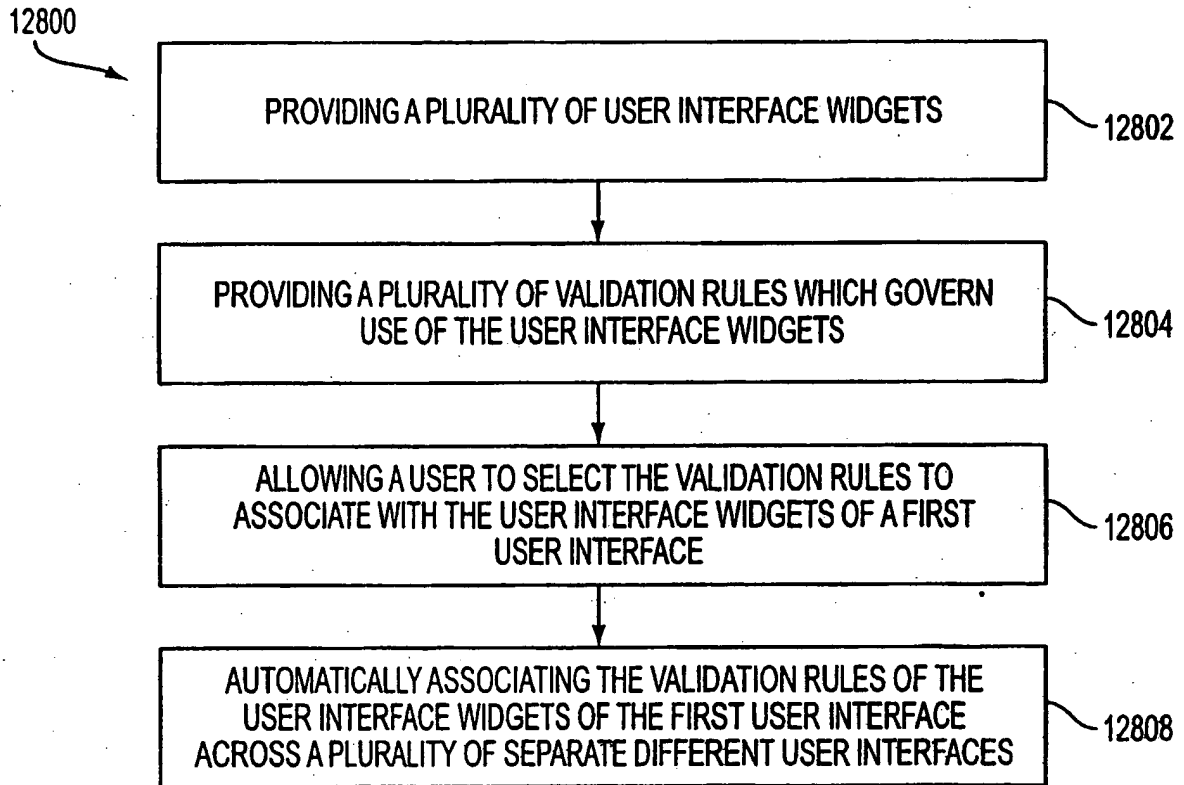 12800
PROVIDING A PLURALITY OF USER INTERFACE WIDGETS
12802
PROVIDING A PLURALITY OF VALIDATION RULES WHICH GOVERN
USE OF THE USER INTERFACE WIDGETS
12804
ALLOWING A USER TO SELECT THE VALIDATION RULES TO
ASSOCIATE WITH THE USER INTERFACE WIDGETS OF A FIRST
USER INTERFACE
12806
AUTOMATICALLY ASSOCIATING THE VALIDATION RULES OF THE
USER INTERFACE WIDGETS OF THE FIRST USER INTERFACE
ACROSS A PLURALITY OF SEPARATE DIFFERENT USER INTERFACES
12808